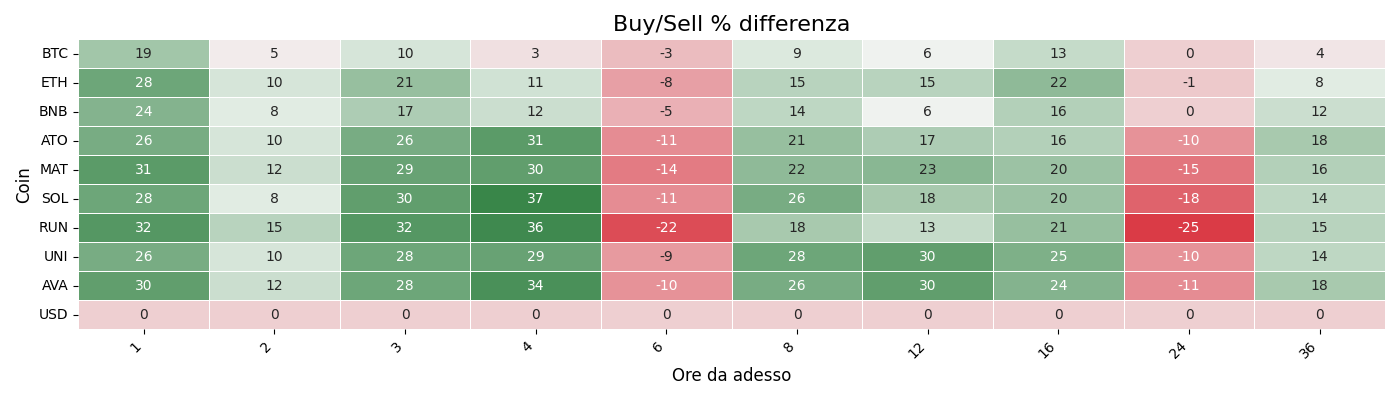 Buy/Sell % differenza
Coin
BTC 19 5 10 3 -3 9 6 13 0 4
ETH 28 10 21 11 -8 15 15 22 -1 8
BNB 24 8 17 12 -5 14 6 16 0 12
ATO 26 10 26 31 -11 21 17 16 -10 18
MAT 31 12 29 30 -14 22 23 20 -15 16
SOL 28 8 30 37 -11 26 18 20 -18 14
RUN 32 15 32 36 -22 18 13 21 -25 15
UNI 26 10 28 29 -9 28 30 25 -10 14
AVA 30 12 28 34 -10 26 30 24 -11 18
USD 0 0 0 0 0 0 0 0 0 0
1 2 3 4 6 8 12 16 24 36
Ore da adesso